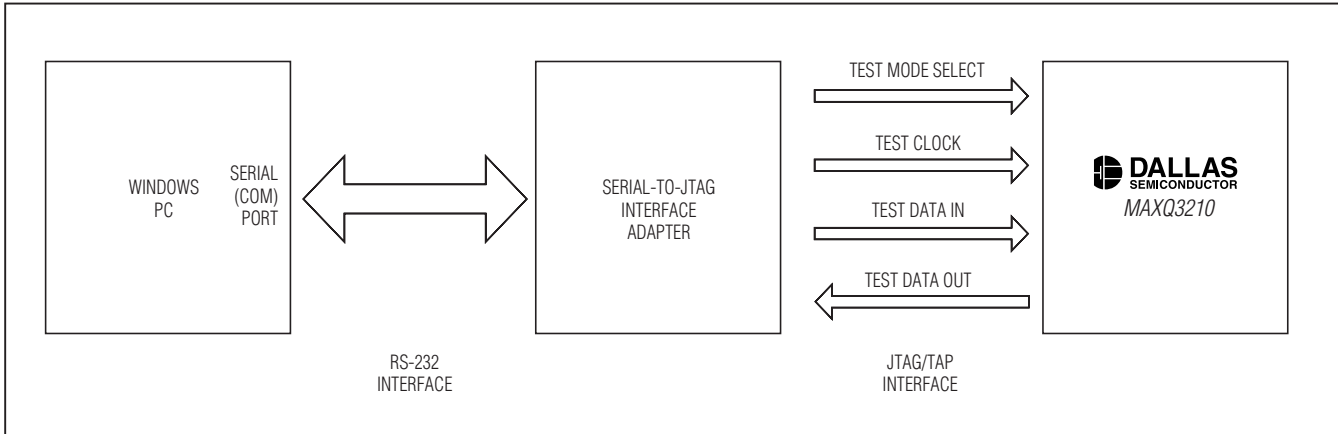 WINDOWS
PC
SERIAL
(COM)
PORT
RS-232
INTERFACE
SERIAL-TO-JTAG
INTERFACE
ADAPTER
TEST MODE SELECT
TEST CLOCK
TEST DATA IN
TEST DATA OUT
JTAG/TAP
INTERFACE
DALLAS
SEMICONDUCTOR
MAXQ3210